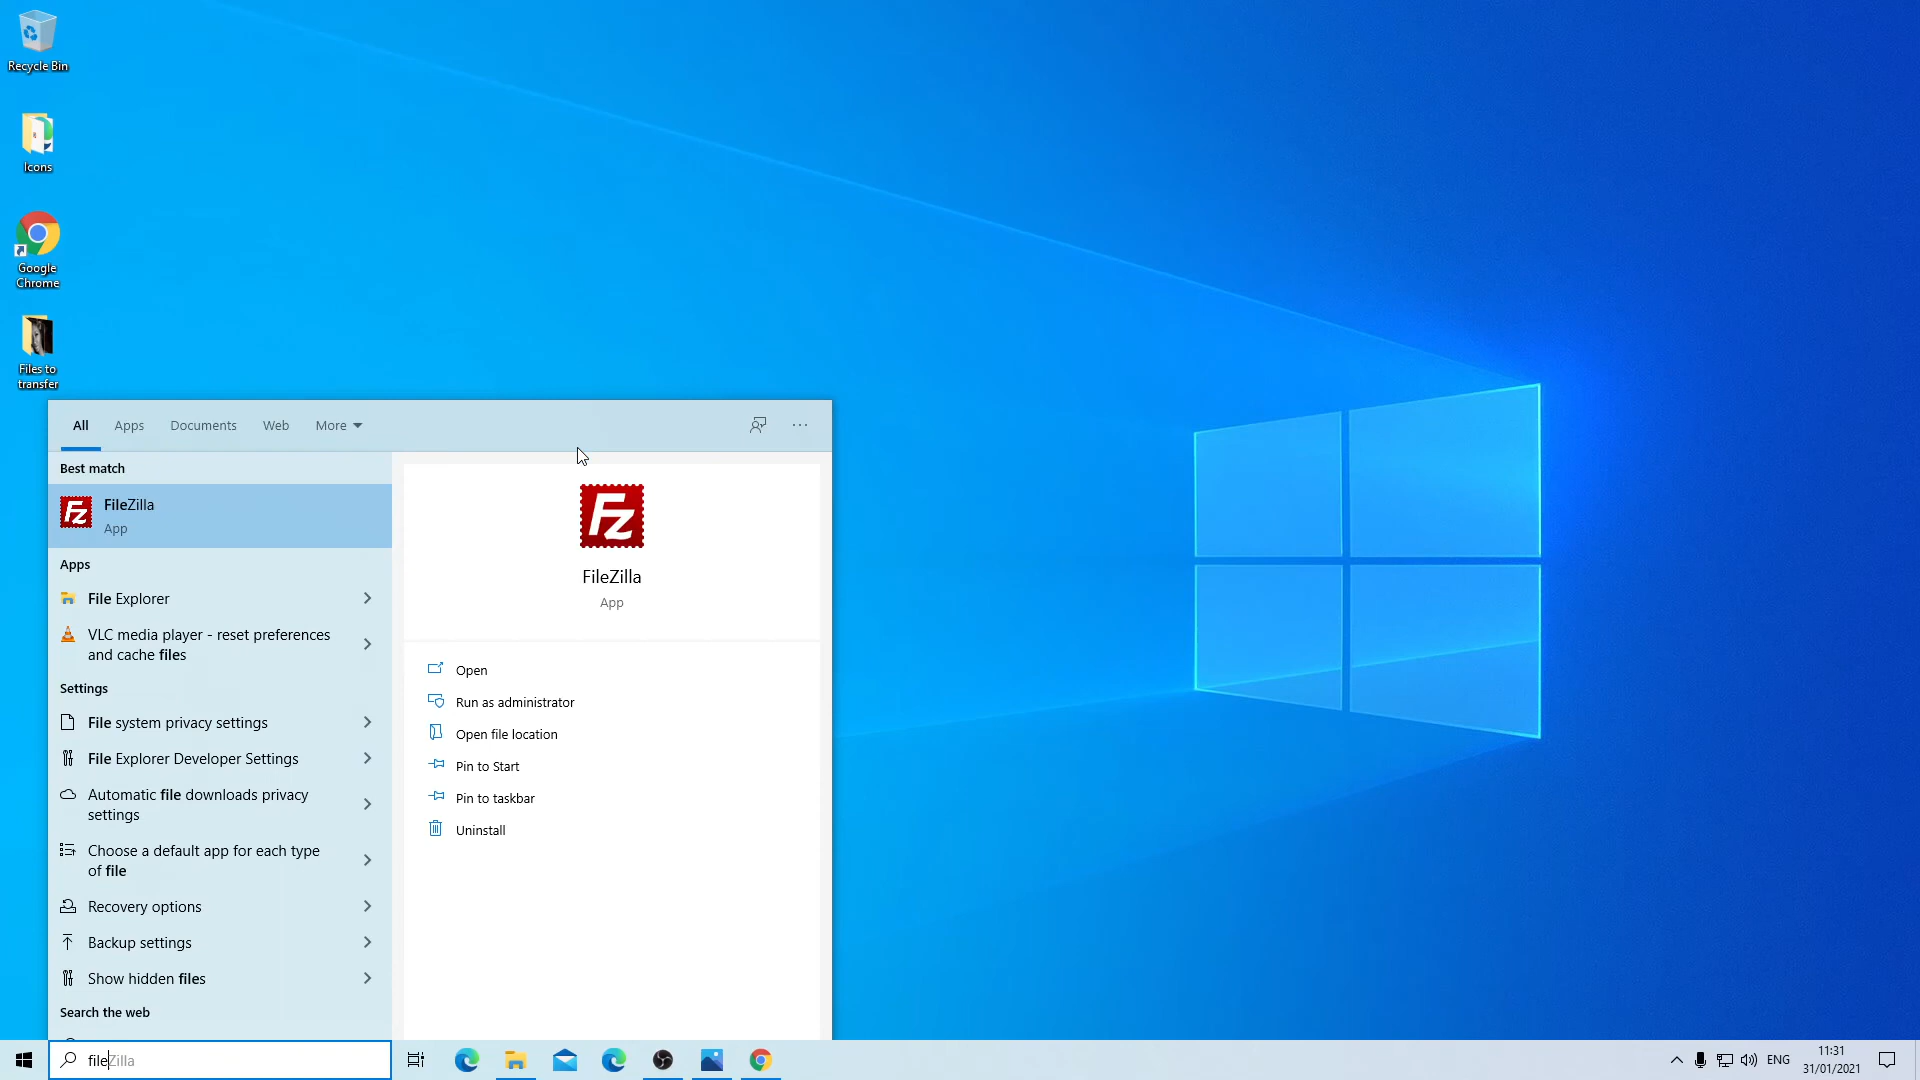 Recycle Bin
Icons
Google
Chrome
Files to
transfer
All
Apps
Documents
Web
More
Best match
FileZilla
App
Apps
File Explorer
VLC media player - reset preferences
and cache files
Settings
File system privacy settings
File Explorer Developer Settings
Automatic file downloads privacy
settings
Choose a default app for each type
of file
Recovery options
Backup settings
Show hidden files
Search the web
FZ
FileZilla
App
Open
Run as administrator
Open file location
Pin to Start
Pin to taskbar
Uninstall
fileZilla
ENG
11:31
31/01/2021